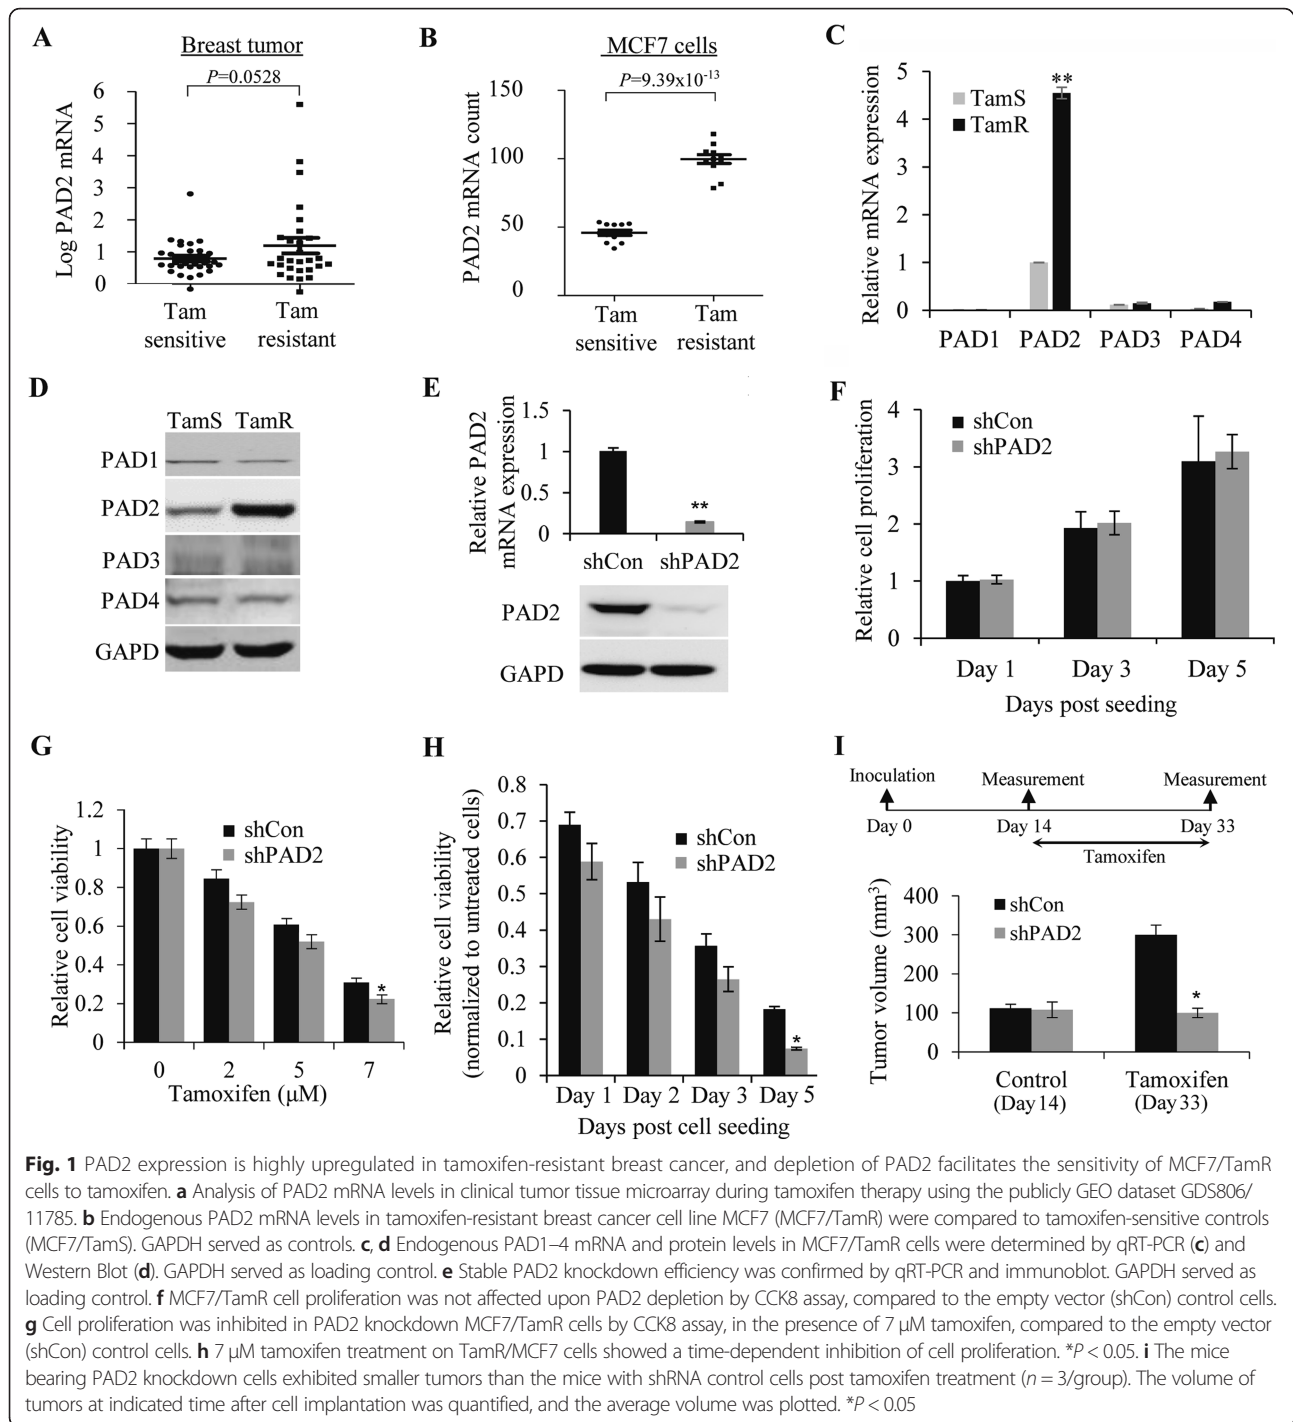 A
Breast tumor
P=0.0528
Log PAD2 mRNA
6
5
4
3
2
1
0
Tam sensitive
Tam resistant
B
MCF7 cells
P=9.39x10-13
PAD2 mRNA count
150
100
50
0
Tam sensitive
Tam resistant
C
Relative mRNA expression
5
4
3
2
1
0
TamS
TamR
**
PAD1 PAD2 PAD3 PAD4
D
TamS TamR
PAD1
PAD2
PAD3
PAD4
GAPD
E
Relative PAD2
mRNA expression
1.5
1
0.5
0
**
shCon shPAD2
PAD2
GAPD
F
Relative cell proliferation
4
3
2
1
0
shCon
shPAD2
Day 1 Day 3 Day 5
Days post seeding
G
Relative cell viability
1.2
1
0.8
0.6
0.4
0.2
0
shCon
shPAD2
*
0 2 5 7
Tamoxifen (µM)
H
Relative cell viability
(normalized to untreated cells)
0.8
0.7
0.6
0.5
0.4
0.3
0.2
0.1
0
shCon
shPAD2
*
Day 1 Day 2 Day 3 Day 5
Days post cell seeding
I
Inoculation Measurement Measurement
Day 0 Day 14 Day 33
Tamoxifen
Tumor volume (mm³)
400
300
200
100
0
shCon
shPAD2
*
Control Tamoxifen
(Day14) (Day33)
Fig. 1 PAD2 expression is highly upregulated in tamoxifen-resistant breast cancer, and depletion of PAD2 facilitates the sensitivity of MCF7/TamR
cells to tamoxifen. a Analysis of PAD2 mRNA levels in clinical tumor tissue microarray during tamoxifen therapy using the publicly GEO dataset GDS806/
11785. b Endogenous PAD2 mRNA levels in tamoxifen-resistant breast cancer cell line MCF7 (MCF7/TamR) were compared to tamoxifen-sensitive controls
(MCF7/TamS). GAPDH served as controls. c, d Endogenous PAD1–4 mRNA and protein levels in MCF7/TamR cells were determined by qRT-PCR (c) and
Western Blot (d). GAPDH served as loading control. e Stable PAD2 knockdown efficiency was confirmed by qRT-PCR and immunoblot. GAPDH served as
loading control. f MCF7/TamR cell proliferation was not affected upon PAD2 depletion by CCK8 assay, compared to the empty vector (shCon) control cells.
g Cell proliferation was inhibited in PAD2 knockdown MCF7/TamR cells by CCK8 assay, in the presence of 7 µM tamoxifen, compared to the empty vector
(shCon) control cells. h 7 µM tamoxifen treatment on TamR/MCF7 cells showed a time-dependent inhibition of cell proliferation. *P < 0.05. i The mice
bearing PAD2 knockdown cells exhibited smaller tumors than the mice with shRNA control cells post tamoxifen treatment (n = 3/group). The volume of
tumors at indicated time after cell implantation was quantified, and the average volume was plotted. *P < 0.05